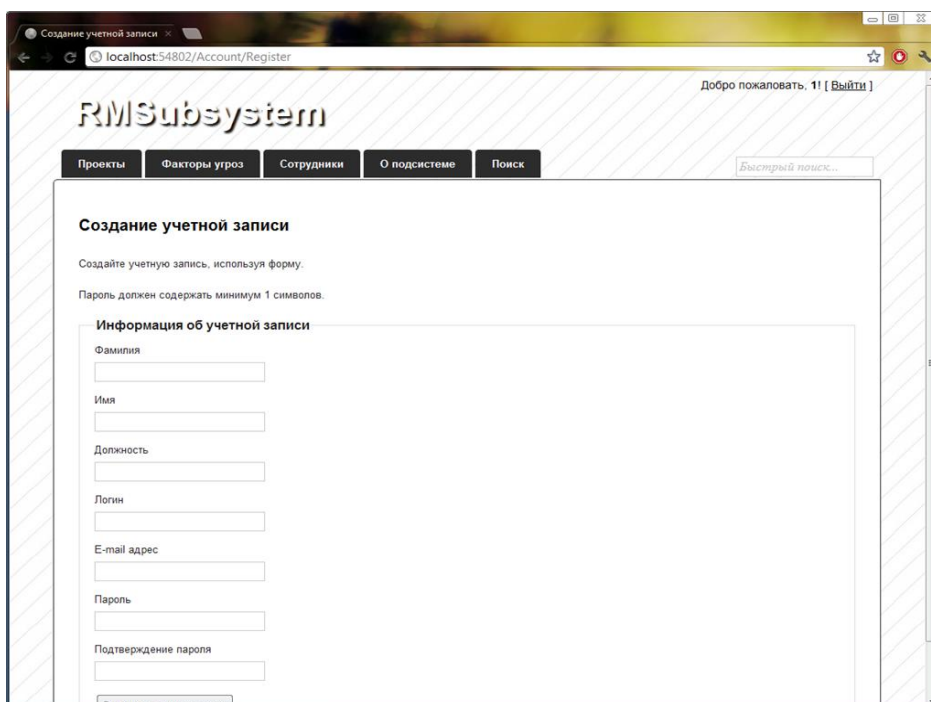 Создание учетной записи
localhost:54802/Account/Register
Добро пожаловать, 1! [ Выйти ]
RMSubsystem
Проекты Факторы угроз Сотрудники О подсистеме Поиск
Быстрый поиск...
Создание учетной записи
Создайте учетную запись, используя форму.
Пароль должен содержать минимум 1 символов.
Информация об учетной записи
Фамилия
Имя
Должность
Логин
E-mail адрес
Пароль
Подтверждение пароля